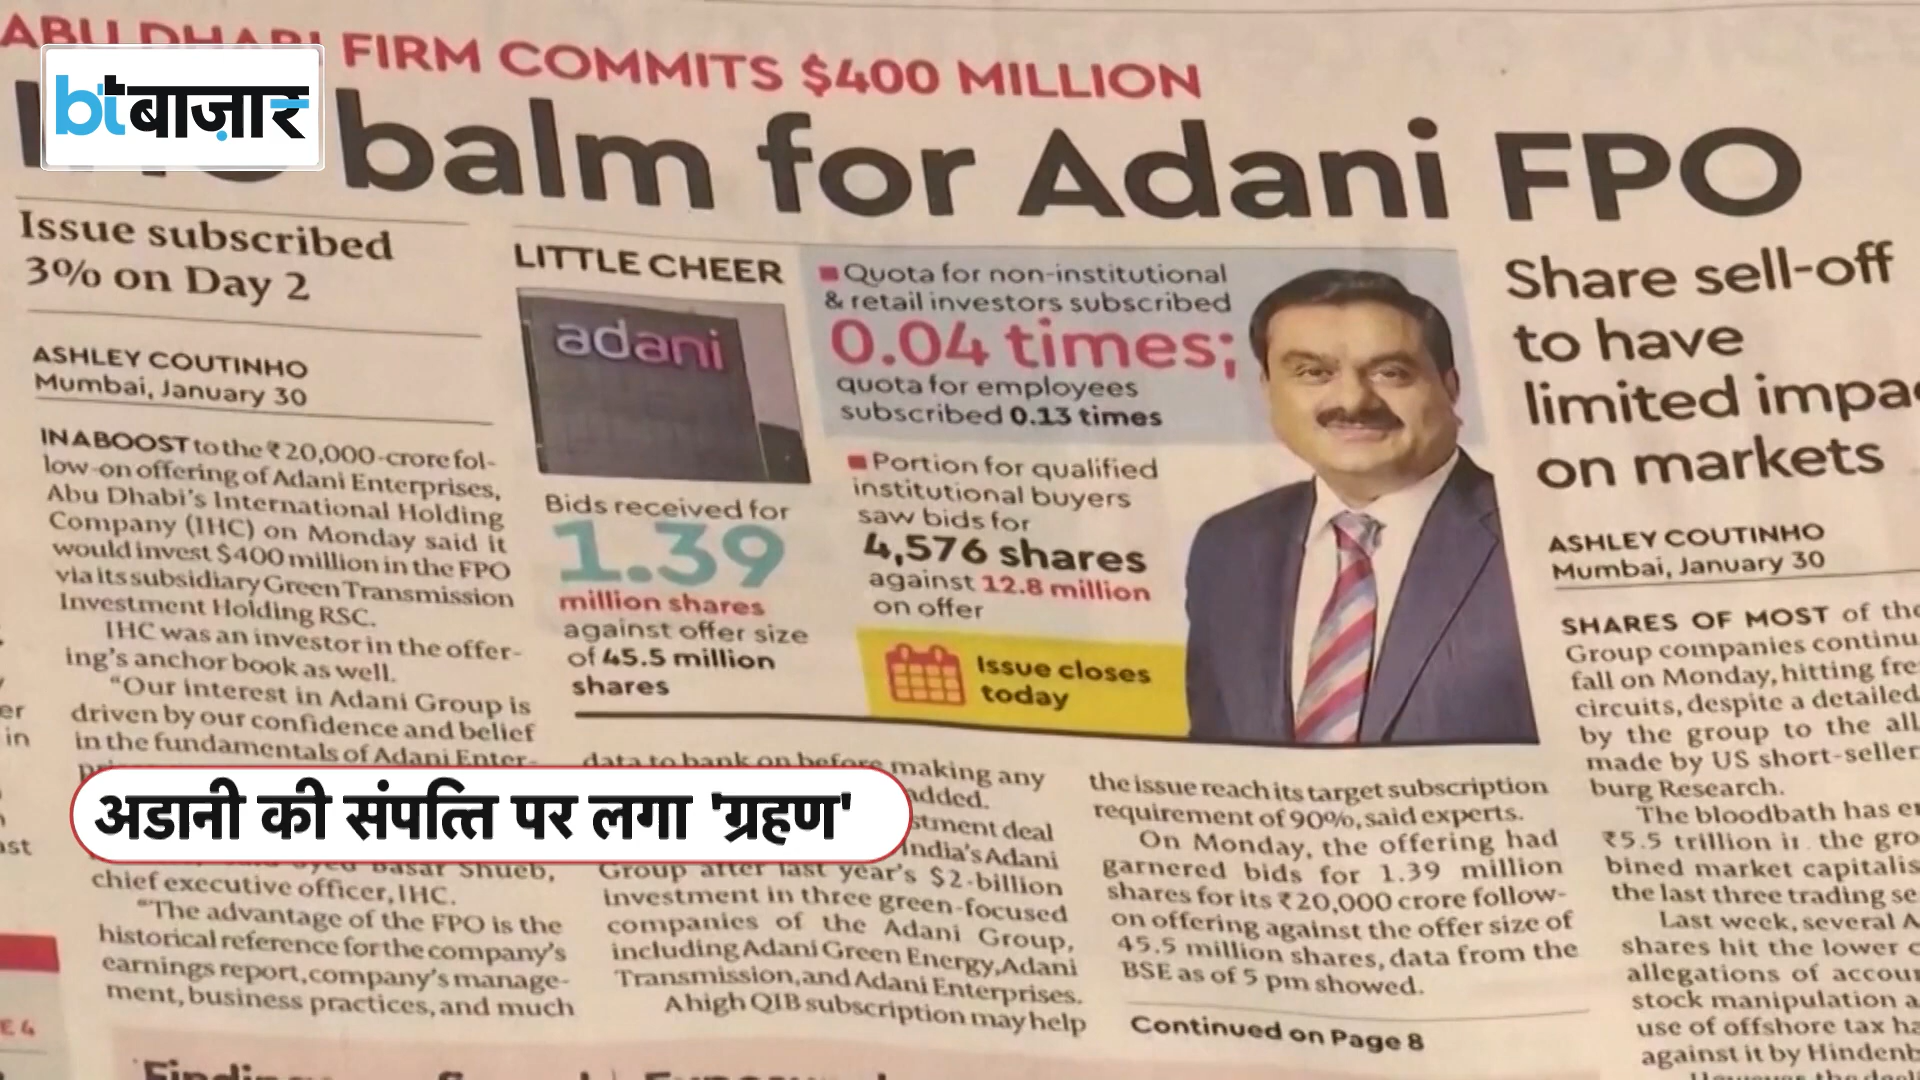 ABU DHABI FIRM COMMITS $400 MILLION
btबाज़ार
balm for Adani FPO
Issue subscribed
3% on Day 2
ASHLEY COUTINHO
Mumbai, January 30
IN A BOOST to the ₹20,000-crore fol-
low-on offering of Adani Enterprises,
Abu Dhabi's International Holding
Company (IHC) on Monday said it
would invest $400 million in the FPO
via its subsidiary Green Transmission
Investment Holding RSC.
IHC was an investor in the offer-
ing's anchor book as well.
"Our interest in Adani Group is
driven by our confidence and belief
in the fundamentals of Adani Enter-
अडानी की संपत्ति पर लगा 'ग्रहण'
Basar Shueb,
chief executive officer, IHC.
"The advantage of the FPO is the
historical reference for the company's
earnings report, company's manage-
ment, business practices, and much
LITTLE CHEER
adani
Bids received for
1.39
million shares
against offer size
of 45.5 million
shares
■ Quota for non-institutional
& retail investors subscribed
0.04 times;
quota for employees
subscribed 0.13 times
■ Portion for qualified
institutional buyers
saw bids for
4,576 shares
against 12.8 million
on offer
Issue closes
today
data to bank on before making any
added.
stment deal
India's Adani
Group after last year's $2-billion
investment in three green-focused
companies of the Adani Group,
including Adani Green Energy, Adani
Transmission, and Adani Enterprises.
A high QIB subscription may help
the issue reach its target subscription
requirement of 90%, said experts.
On Monday, the offering had
garnered bids for 1.39 million
shares for its ₹20,000 crore follow-
on offering against the offer size of
45.5 million shares, data from the
BSE as of 5 pm showed.
Continued on Page 8
Share sell-off
to have
limited impa
on markets
ASHLEY COUTINHO
Mumbai, January 30
SHARES OF MOST of the
Group companies continu
fall on Monday, hitting fre
circuits, despite a detailed
by the group to the all
made by US short-seller
burg Research.
The bloodbath has er
₹5.5 trillion in the gro
bined market capitalis
the last three trading se
Last week, several A
shares hit the lower c
allegations of accour
stock manipulation a
use of offshore tax ha
against it by Hindenb
er
in
ast
E 4